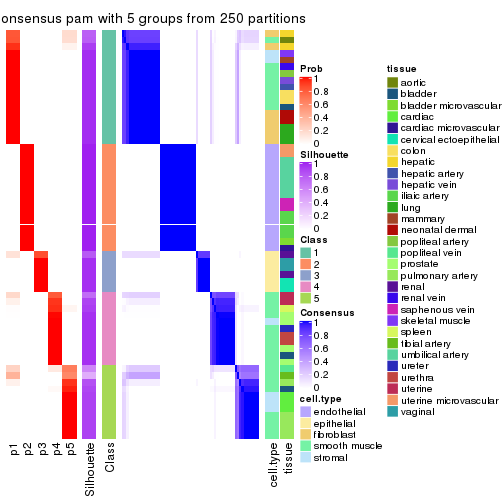 onsensus pam with 5 groups from 250 partitions
Prob
1
0.8
0.6
0.4
0.2
0
Silhouette
1
0.8
0.6
0.4
0.2
0
Class
1
2
3
4
5
Consensus
1
0.8
0.6
0.4
0.2
0
cell.type
endothelial
epithelial
fibroblast
smooth muscle
stromal
tissue
aortic
bladder
bladder microvascular
cardiac
cardiac microvascular
cervical ectoepithelial
colon
hepatic
hepatic artery
hepatic vein
iliaic artery
lung
mammary
neonatal dermal
popliteal artery
popliteal vein
prostate
pulmonary artery
renal
renal vein
saphenous vein
skeletal muscle
spleen
tibial artery
umbilical artery
ureter
urethra
uterine
uterine microvascular
vaginal
p1
p2
p3
p4
p5
Silhouette
Class
cell.type
tissue